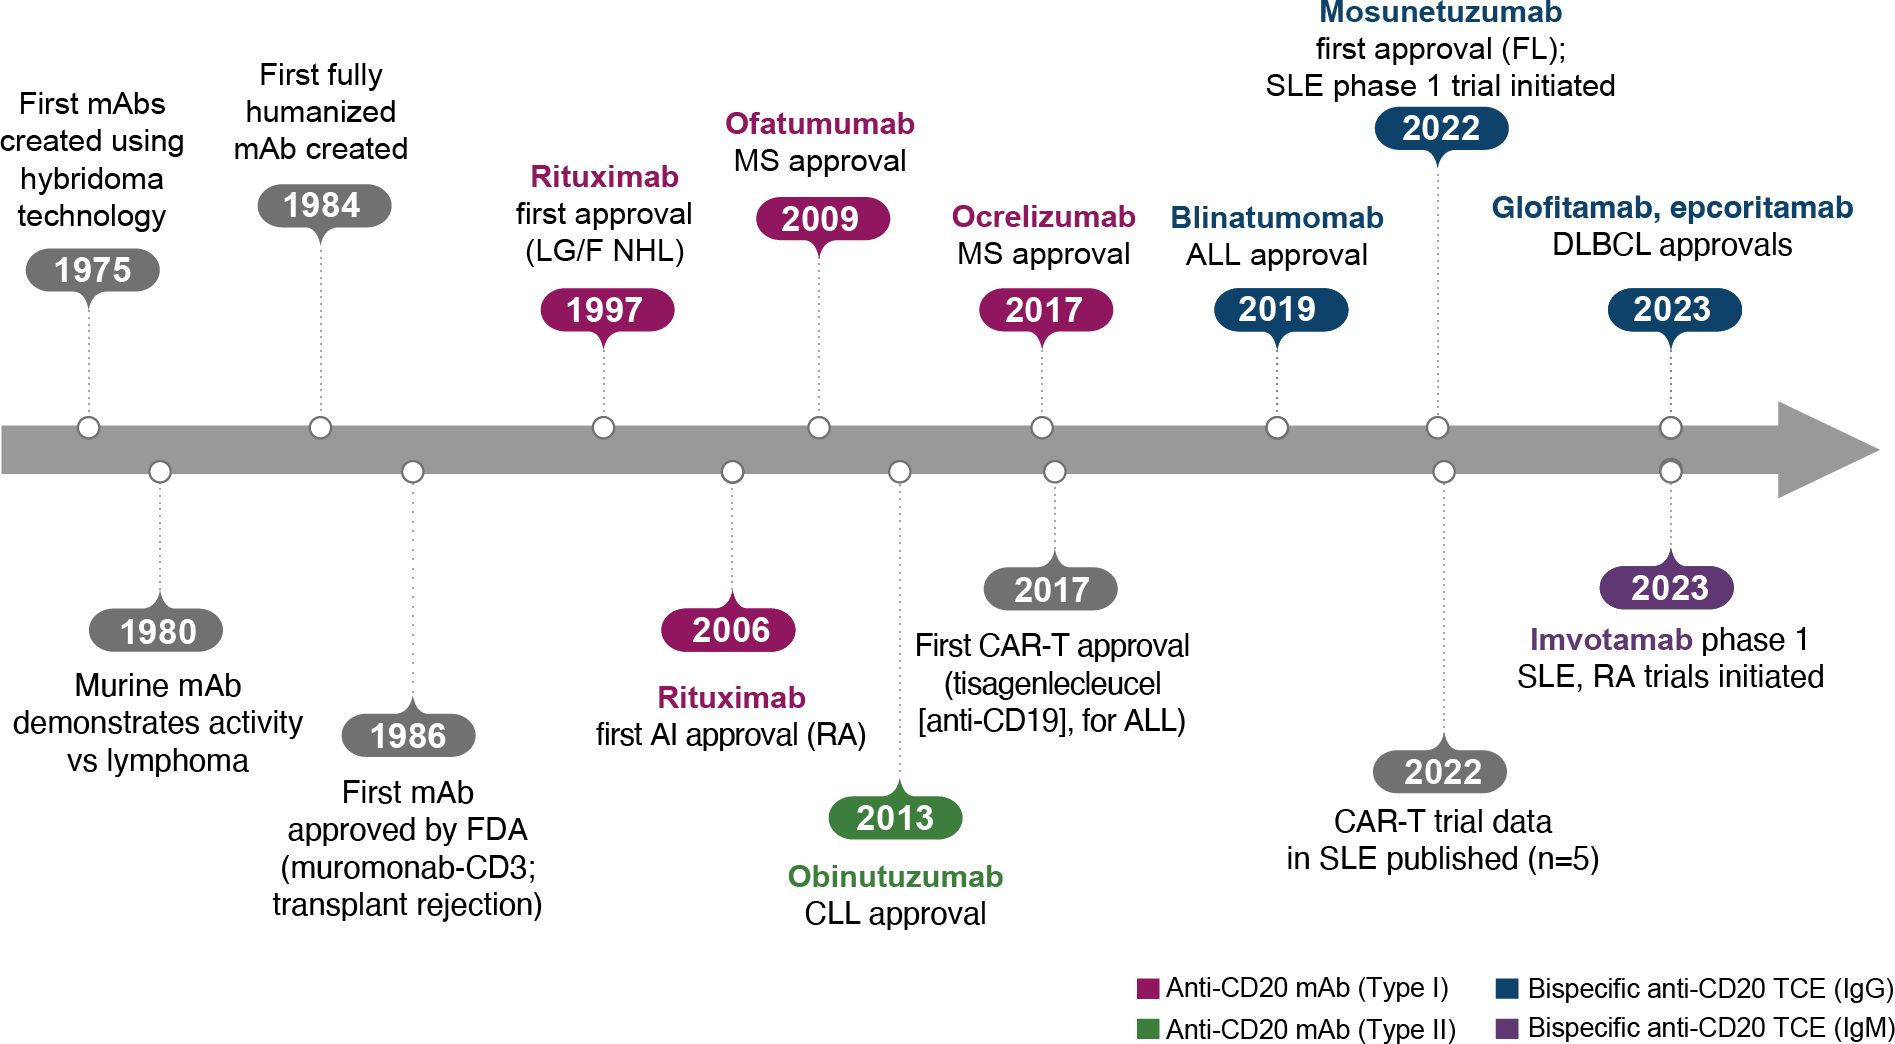 First mAbs
created using
hybridoma
technology
1975
First fully
humanized
mAb created
1984
Rituximab
first approval
(LG/F NHL)
1997
Ofatumumab
MS approval
2009
Ocrelizumab
MS approval
2017
Blinatumomab
ALL approval
2019
Mosunetuzumab
first approval (FL);
SLE phase 1 trial initiated
2022
Glofitamab, epcoritamab
DLBCL approvals
2023
1980
Murine mAb
demonstrates activity
vs lymphoma
1986
First mAb
approved by FDA
(muromonab-CD3;
transplant rejection)
2006
Rituximab
first AI approval (RA)
2013
Obinutuzumab
CLL approval
2017
First CAR-T approval
(tisagenlecleucel
[anti-CD19], for ALL)
2022
CAR-T trial data
in SLE published (n=5)
2023
Imvotamab phase 1
SLE, RA trials initiated
Anti-CD20 mAb (Type I)
Anti-CD20 mAb (Type II)
Bispecific anti-CD20 TCE (IgG)
Bispecific anti-CD20 TCE (IgM)